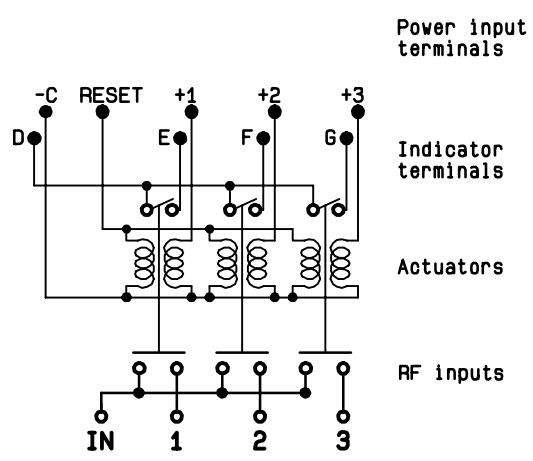 Power input
terminals
-C RESET +1 +2 +3
D E F G
Indicator
terminals
Actuators
RF inputs
IN 1 2 3